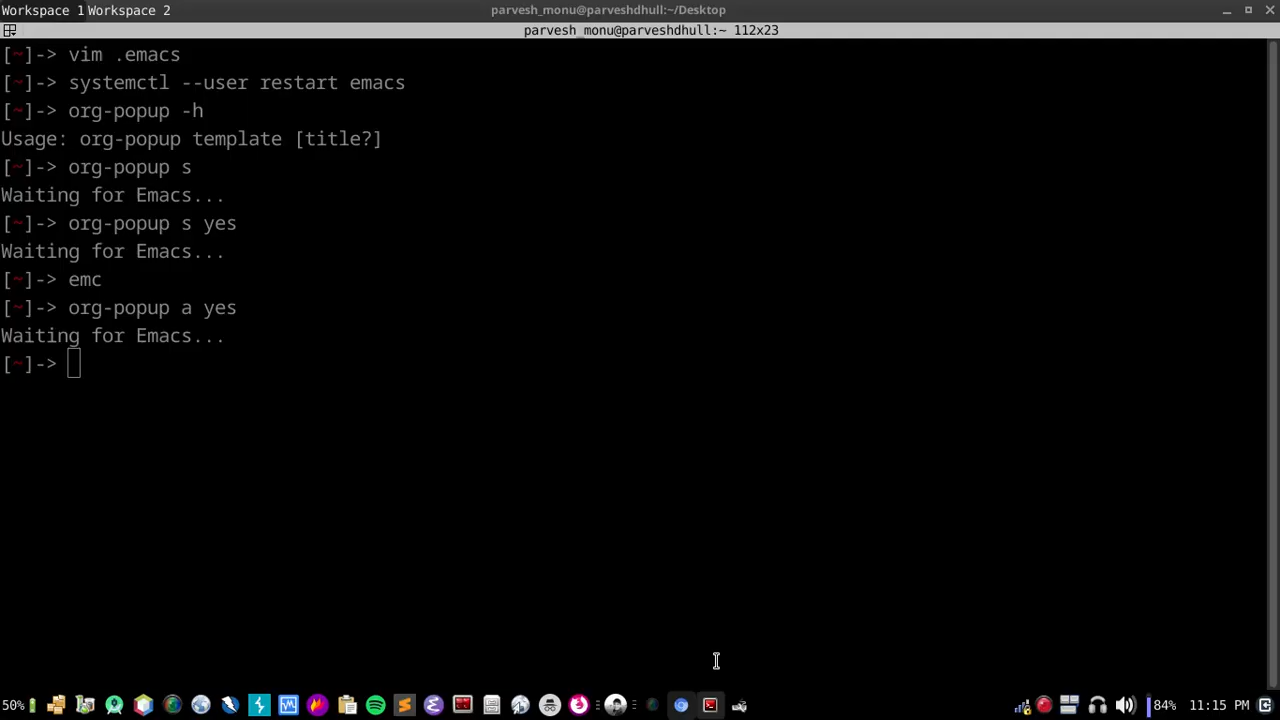 Workspace 1 Workspace 2 parvesh_monu@parveshdhull:~/Desktop
parvesh_monu@parveshdhull:~ 112x23
[~]-> vim .emacs
[~]-> systemctl --user restart emacs
[~]-> org-popup -h
Usage: org-popup template [title?]
[~]-> org-popup s
Waiting for Emacs...
[~]-> org-popup s yes
Waiting for Emacs...
[~]-> emc
[~]-> org-popup a yes
Waiting for Emacs...
[~]->
50% 84% 11:15 PM